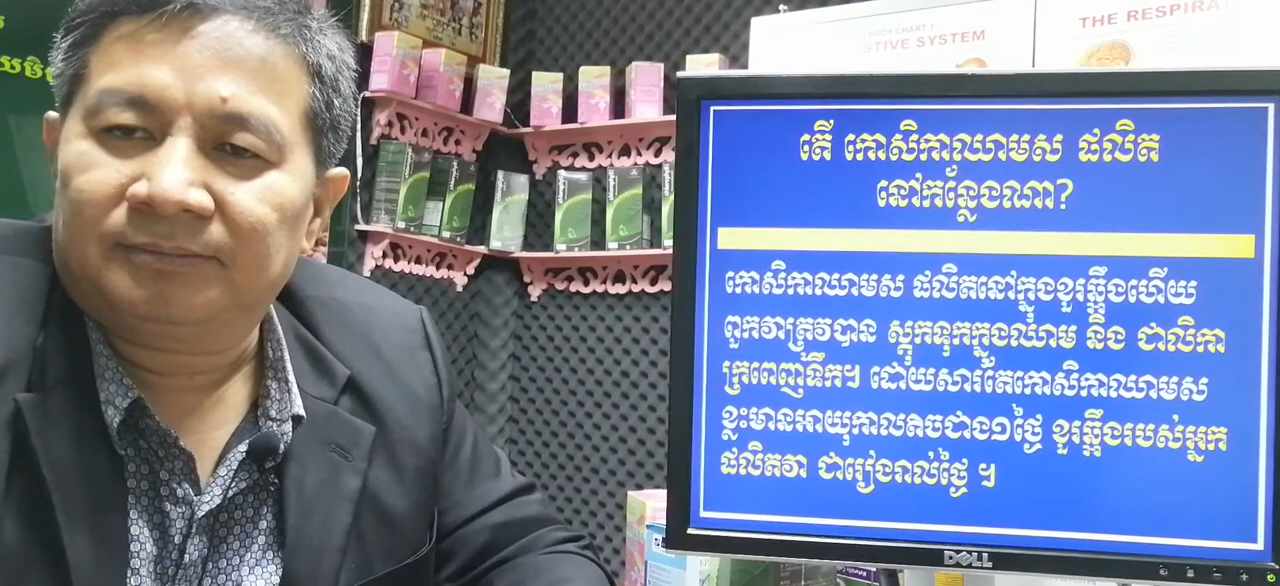 BODY CHART 1
STIVE SYSTEM
THE RESPIRAT
តើ កោសិកាឈាមស ផលិត
នៅកន្លែងណា?
កោសិកាឈាមស ផលិតនៅក្នុងខួរឆ្អឹងហើយ
ពួកវាត្រូវបាន ស្តុកទុកក្នុងឈាម និង ជាលិកា
ក្រពេញទឹក។ ដោយសារតែកោសិកាឈាមស
ខ្លះមានអាយុកាលតិចជាង១ថ្ងៃ ខួរឆ្អឹងរបស់អ្នក
ផលិតវា ជារៀងរាល់ថ្ងៃ ។
DELL